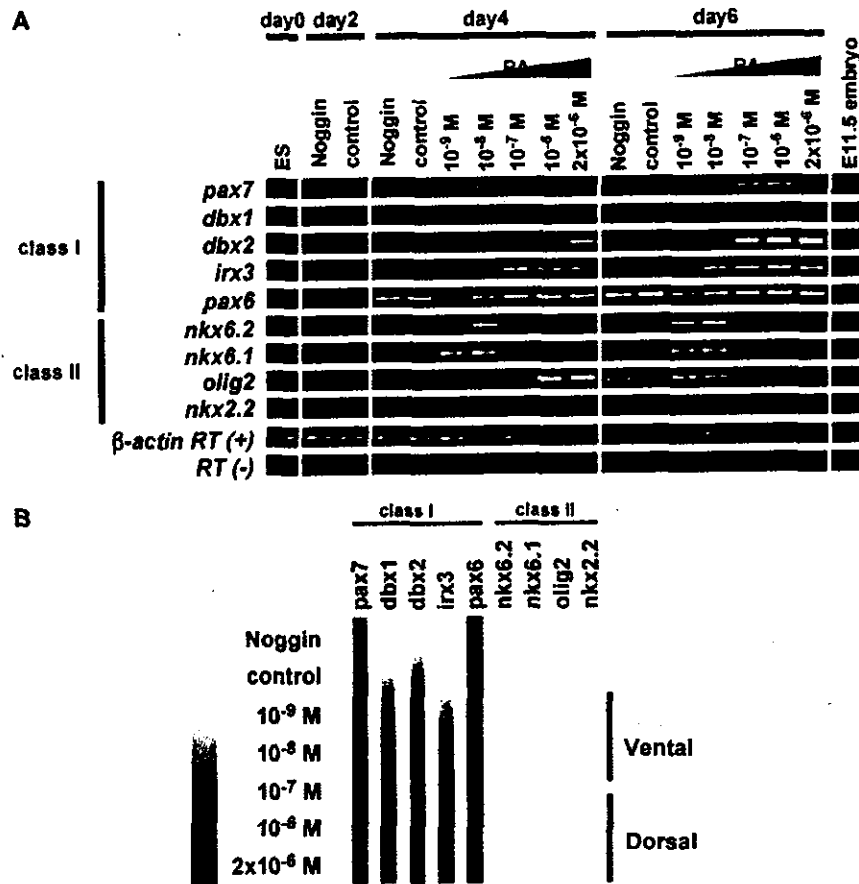 A
day0 day2 day4 day6
RA RA
ES Noggin control Noggin control 10-9 M 10-8 M 10-7 M 10-6 M 2x10-6 M Noggin control 10-9 M 10-8 M 10-7 M 10-6 M 2x10-6 M E11.5 embryo
pax7
dbx1
class I dbx2
irx3
pax6
nkx6.2
class II nkx6.1
olig2
nkx2.2
β-actin RT (+)
RT (-)
B
class I class II
pax7 dbx1 dbx2 irx3 pax6 nkx6.2 nkx6.1 olig2 nkx2.2
Noggin
control
10-9 M
10-8 M Vental
10-7 M
10-6 M Dorsal
2x10-6 M